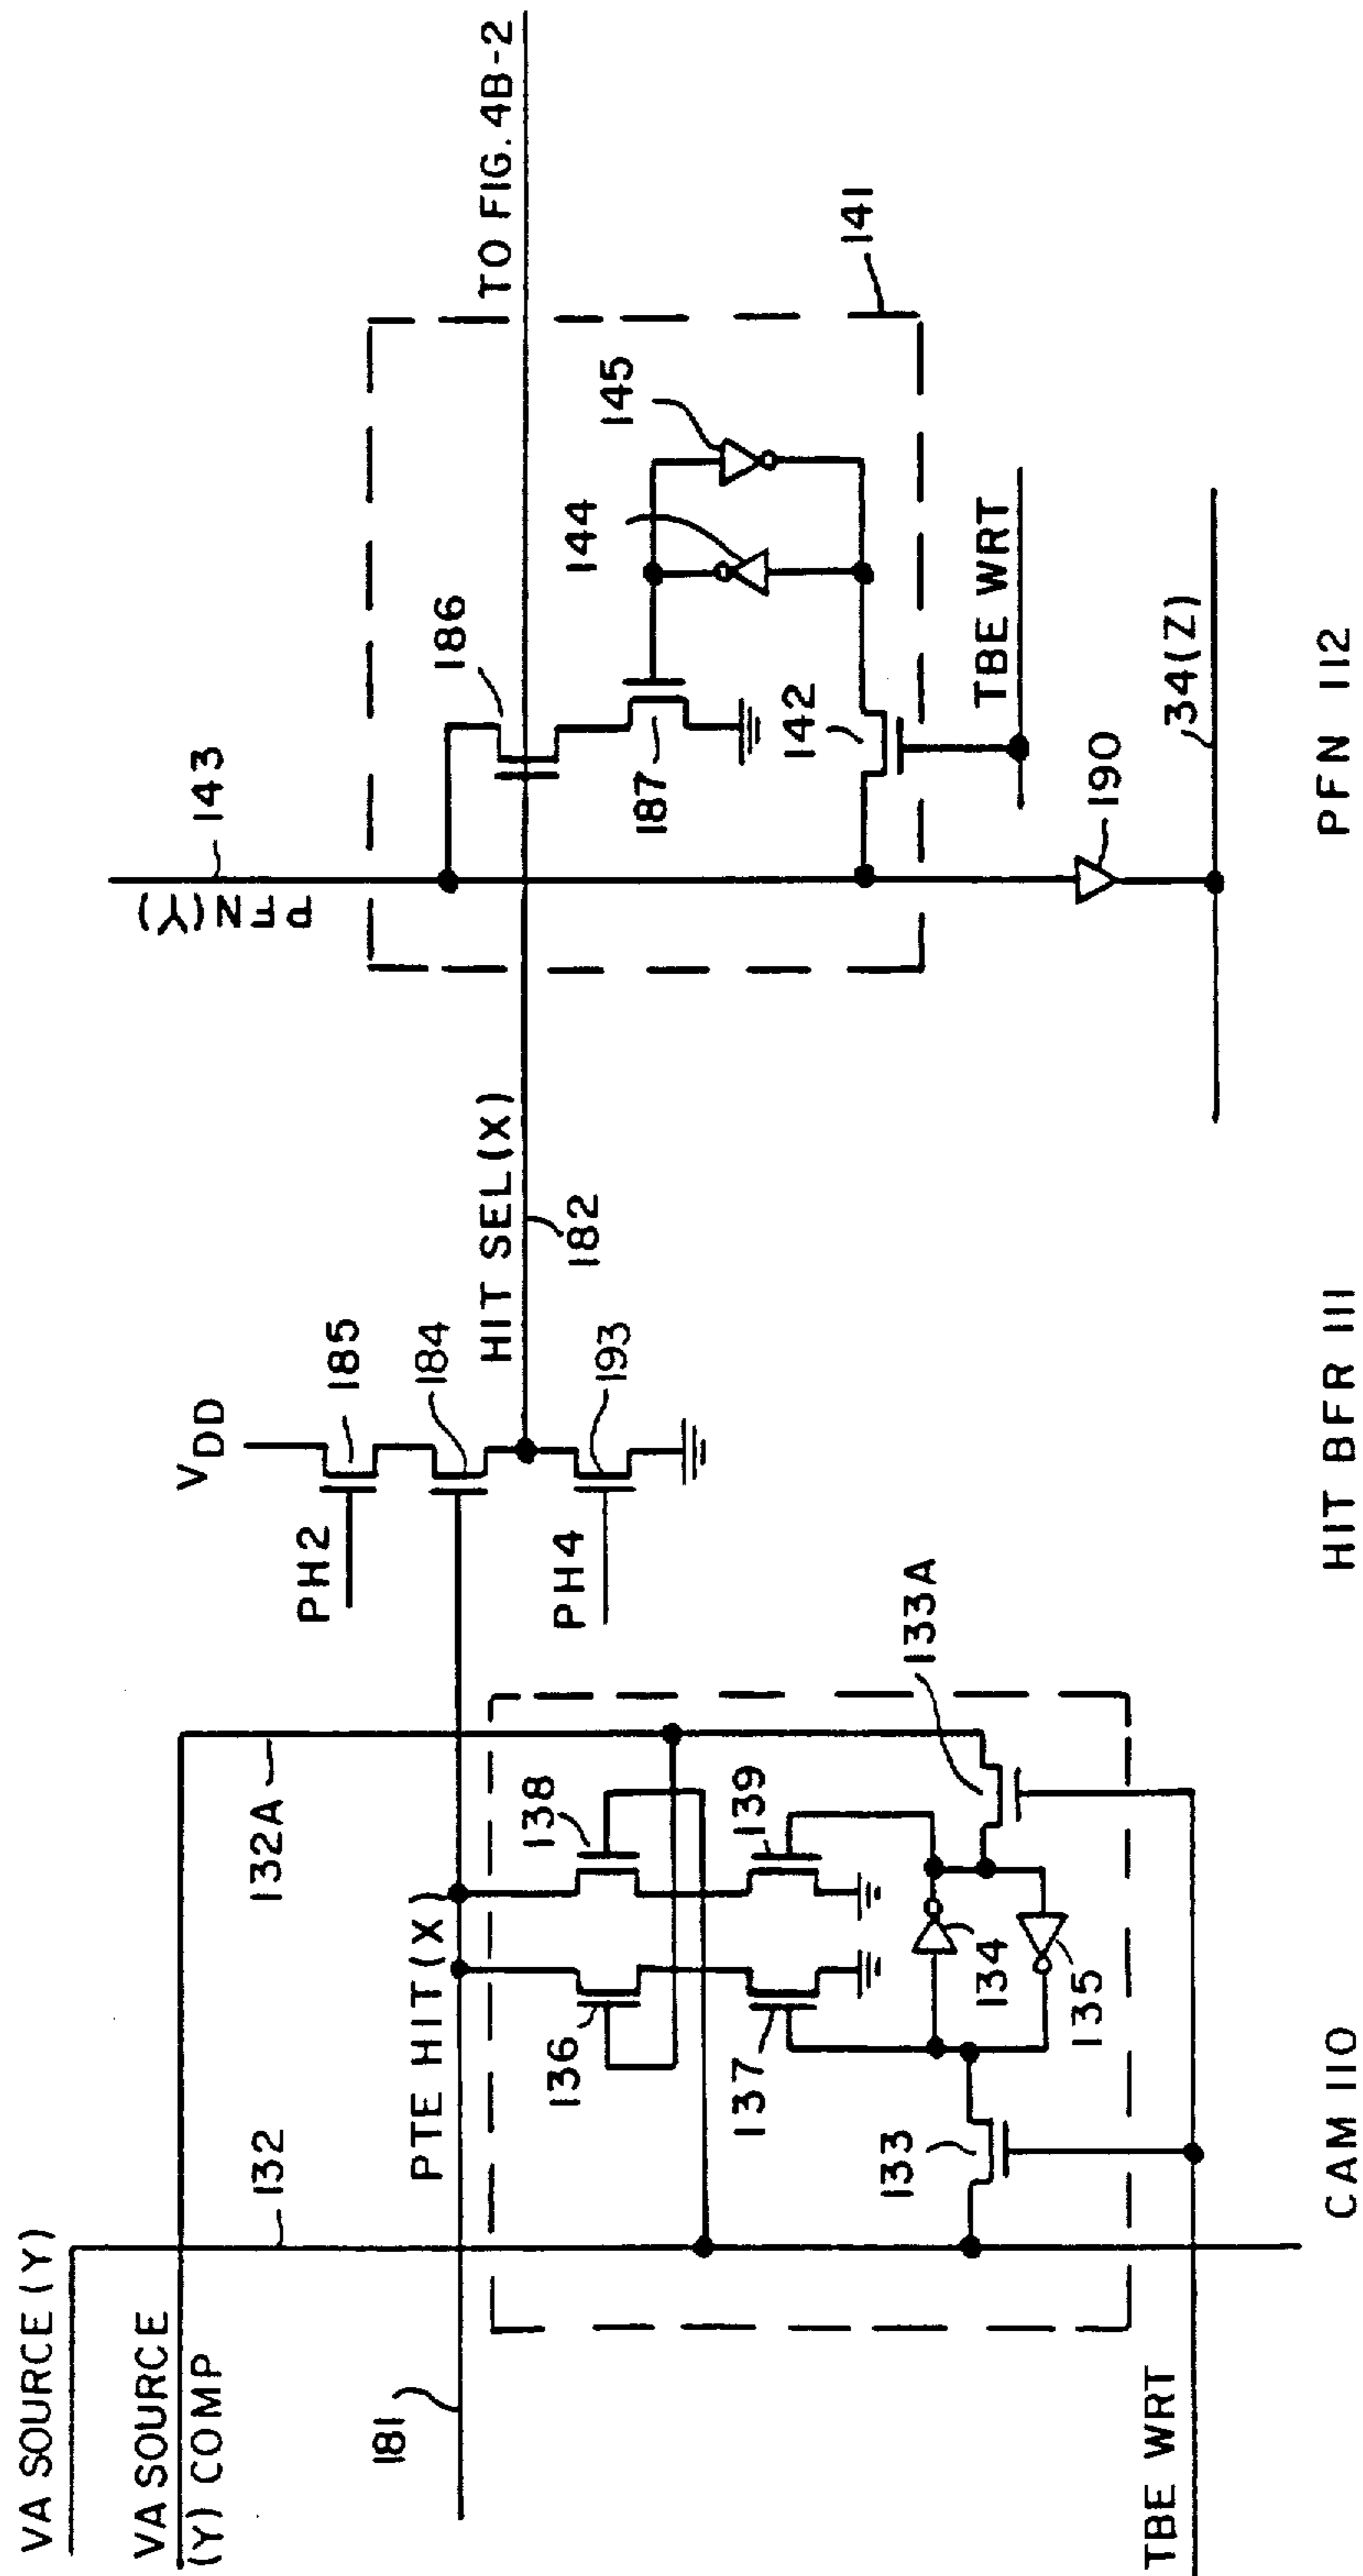 VA SOURCE (Y)
VA SOURCE
(Y) COMP
132
132A
181
PTE HIT (X)
136
138
137
139
134
135
133
133A
TBE WRT
CAM 110
VDD
PH2
185
184
HIT SEL (X)
182
PH4
193
HIT BFR 111
PFN(Y)
143
186
TO FIG. 4B-2
187
144
145
142
141
TBE WRT
190
34(Z)
PFN 112